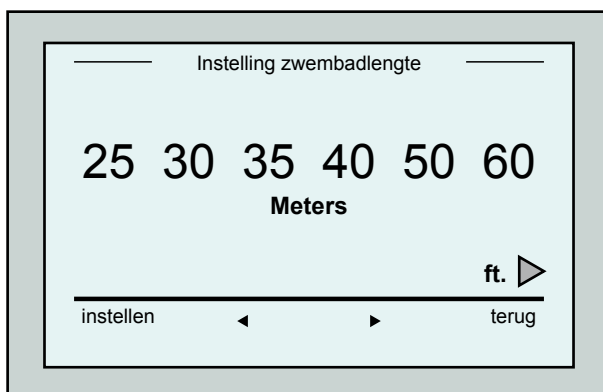 Instelling zwembadlengte
25 30 35 40 50 60
Meters
ft.
instellen terug